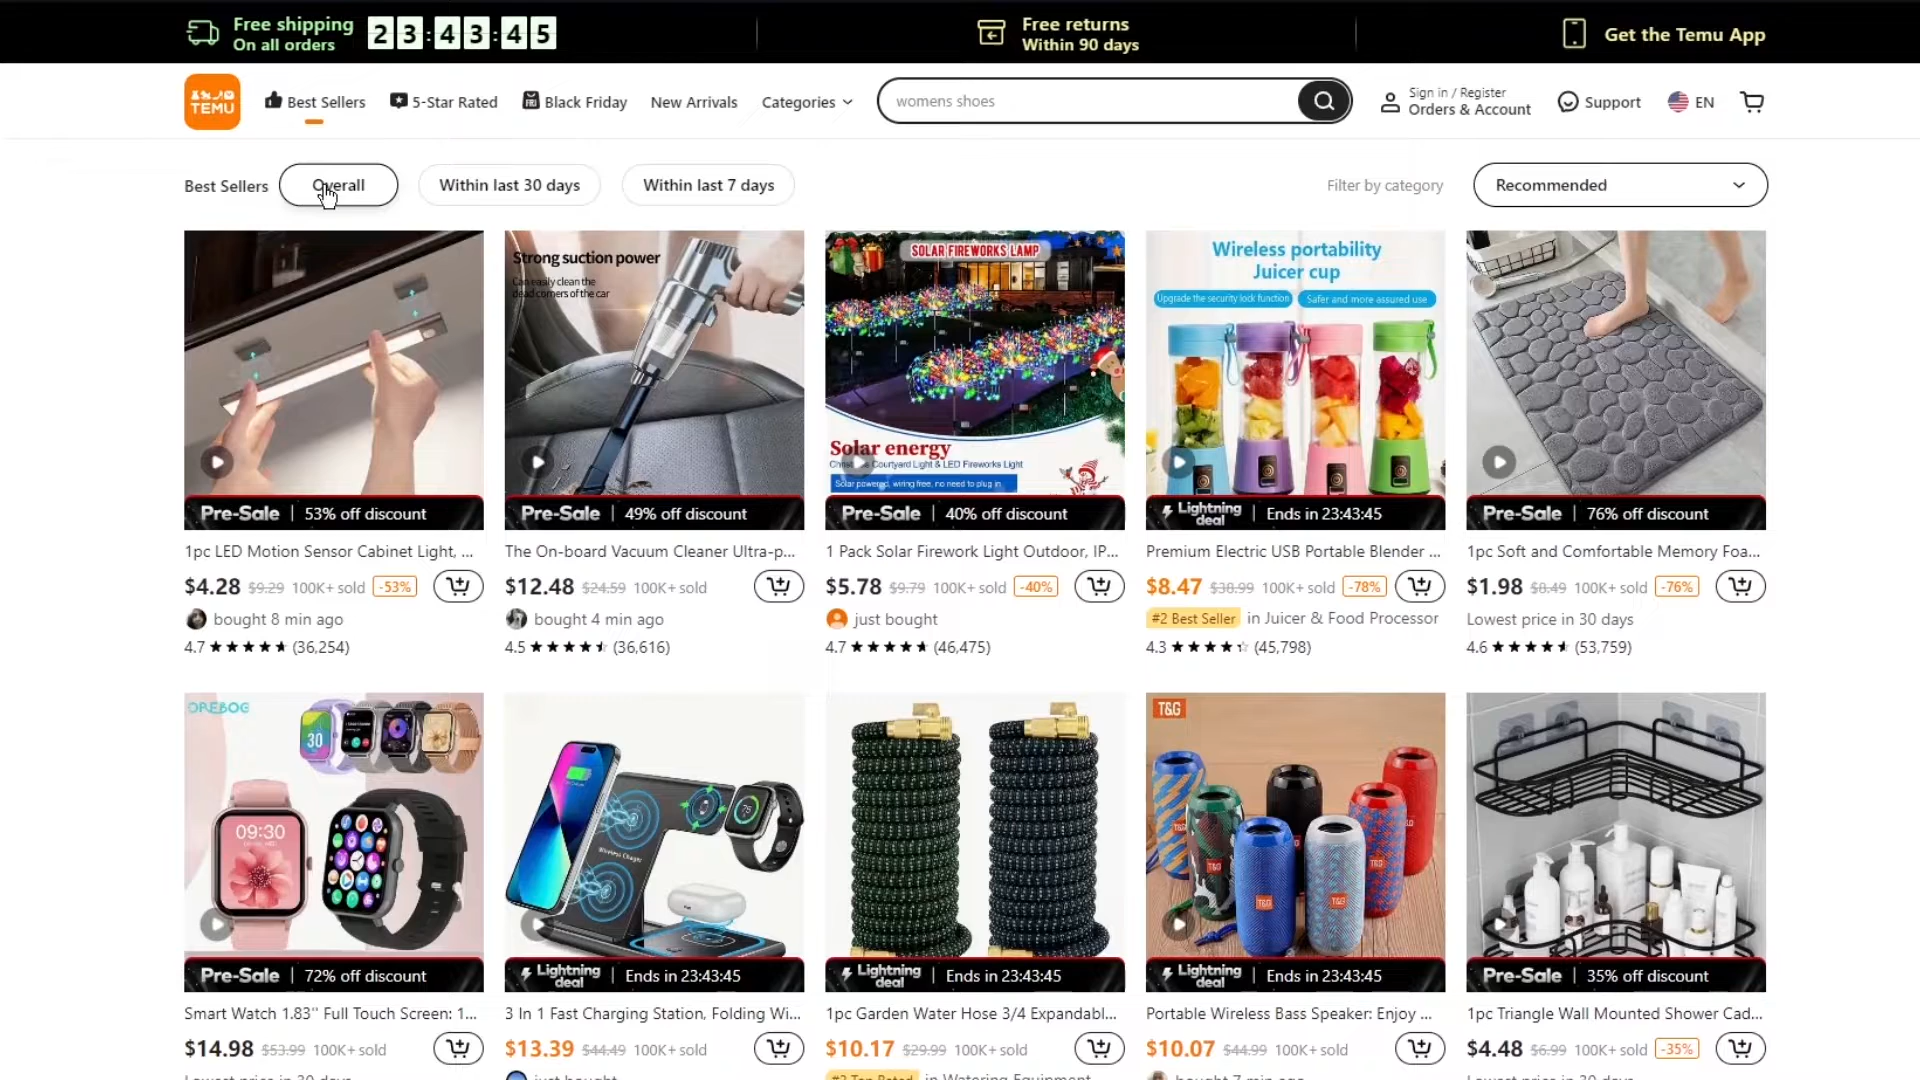 Free shipping
On all orders
23:43:45
Free returns
Within 90 days
Get the Temu App
TEMU
Best Sellers
5-Star Rated
Black Friday
New Arrivals
Categories
womens shoes
Sign in / Register
Orders & Account
Support
EN
Best Sellers
Overall
Within last 30 days
Within last 7 days
Filter by category
Recommended
Strong suction power
Can easily clean the
dead corners of the car
SOLAR FIREWORKS LAMP
Solar energy
Courtyard Light & LED Fireworks Light
Solar powered, wiring free, no need to plug in
Wireless portability
Juicer cup
Upgrade the security lock function
Safer and more assured use
Pre-Sale | 53% off discount
Pre-Sale | 49% off discount
Pre-Sale | 40% off discount
Lightning deal | Ends in 23:43:45
Pre-Sale | 76% off discount
1pc LED Motion Sensor Cabinet Light, ...
$4.28 $9.29 100K+ sold -53%
bought 8 min ago
4.7 (36,254)
The On-board Vacuum Cleaner Ultra-p...
$12.48 $24.59 100K+ sold
bought 4 min ago
4.5 (36,616)
1 Pack Solar Firework Light Outdoor, IP...
$5.78 $9.79 100K+ sold -40%
just bought
4.7 (46,475)
Premium Electric USB Portable Blender ...
$8.47 $38.99 100K+ sold -78%
#2 Best Seller in Juicer & Food Processor
4.3 (45,798)
1pc Soft and Comfortable Memory Foa...
$1.98 $8.49 100K+ sold -76%
Lowest price in 30 days
4.6 (53,759)
30
09:30
Wireless Charger
75
T&G
T&G
T&G
T&G
T&G
T&G
Pre-Sale | 72% off discount
Lightning deal | Ends in 23:43:45
Lightning deal | Ends in 23:43:45
Lightning deal | Ends in 23:43:45
Pre-Sale | 35% off discount
Smart Watch 1.83'' Full Touch Screen: 1...
$14.98 $53.99 100K+ sold
Lowest price in 30 days
3 In 1 Fast Charging Station, Folding Wi...
$13.39 $44.49 100K+ sold
just bought
1pc Garden Water Hose 3/4 Expandabl...
$10.17 $29.99 100K+ sold
#2 Top Rated in Watering Equipment
Portable Wireless Bass Speaker: Enjoy ...
$10.07 $44.99 100K+ sold
bought 7 min ago
1pc Triangle Wall Mounted Shower Cad...
$4.48 $6.99 100K+ sold -35%
Lowest price in 30 days